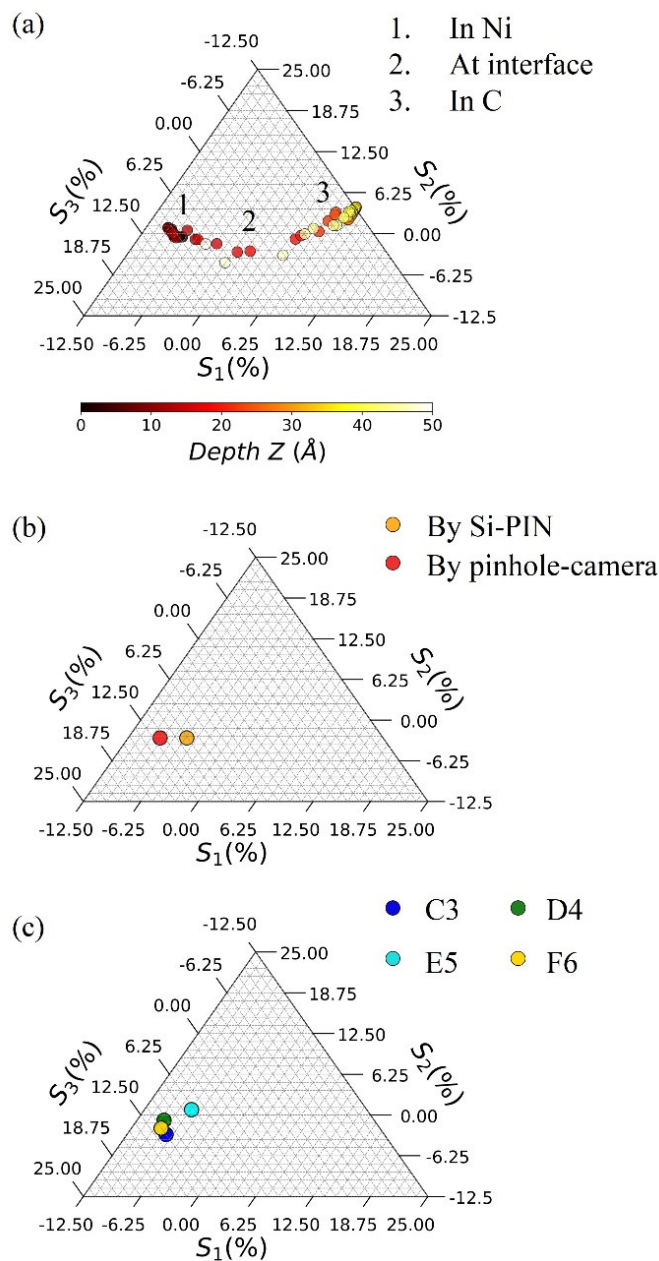 (a)
1. In Ni
2. At interface
3. In C
-12.50
-6.25
0.00
6.25
12.50
18.75
25.00
S3(%)
25.00
18.75
12.50
6.25
0.00
-6.25
-12.5
S2(%)
1
2
3
-12.50 -6.25 0.00 6.25 12.50 18.75 25.00
S1(%)
0 10 20 30 40 50
Depth Z (Å)
(b)
By Si-PIN
By pinhole-camera
-12.50
-6.25
0.00
6.25
12.50
18.75
25.00
S3(%)
25.00
18.75
12.50
6.25
0.00
-6.25
-12.5
S2(%)
-12.50 -6.25 0.00 6.25 12.50 18.75 25.00
S1(%)
(c)
C3 D4
E5 F6
-12.50
-6.25
0.00
6.25
12.50
18.75
25.00
S3(%)
25.00
18.75
12.50
6.25
0.00
-6.25
-12.5
S2(%)
-12.50 -6.25 0.00 6.25 12.50 18.75 25.00
S1(%)